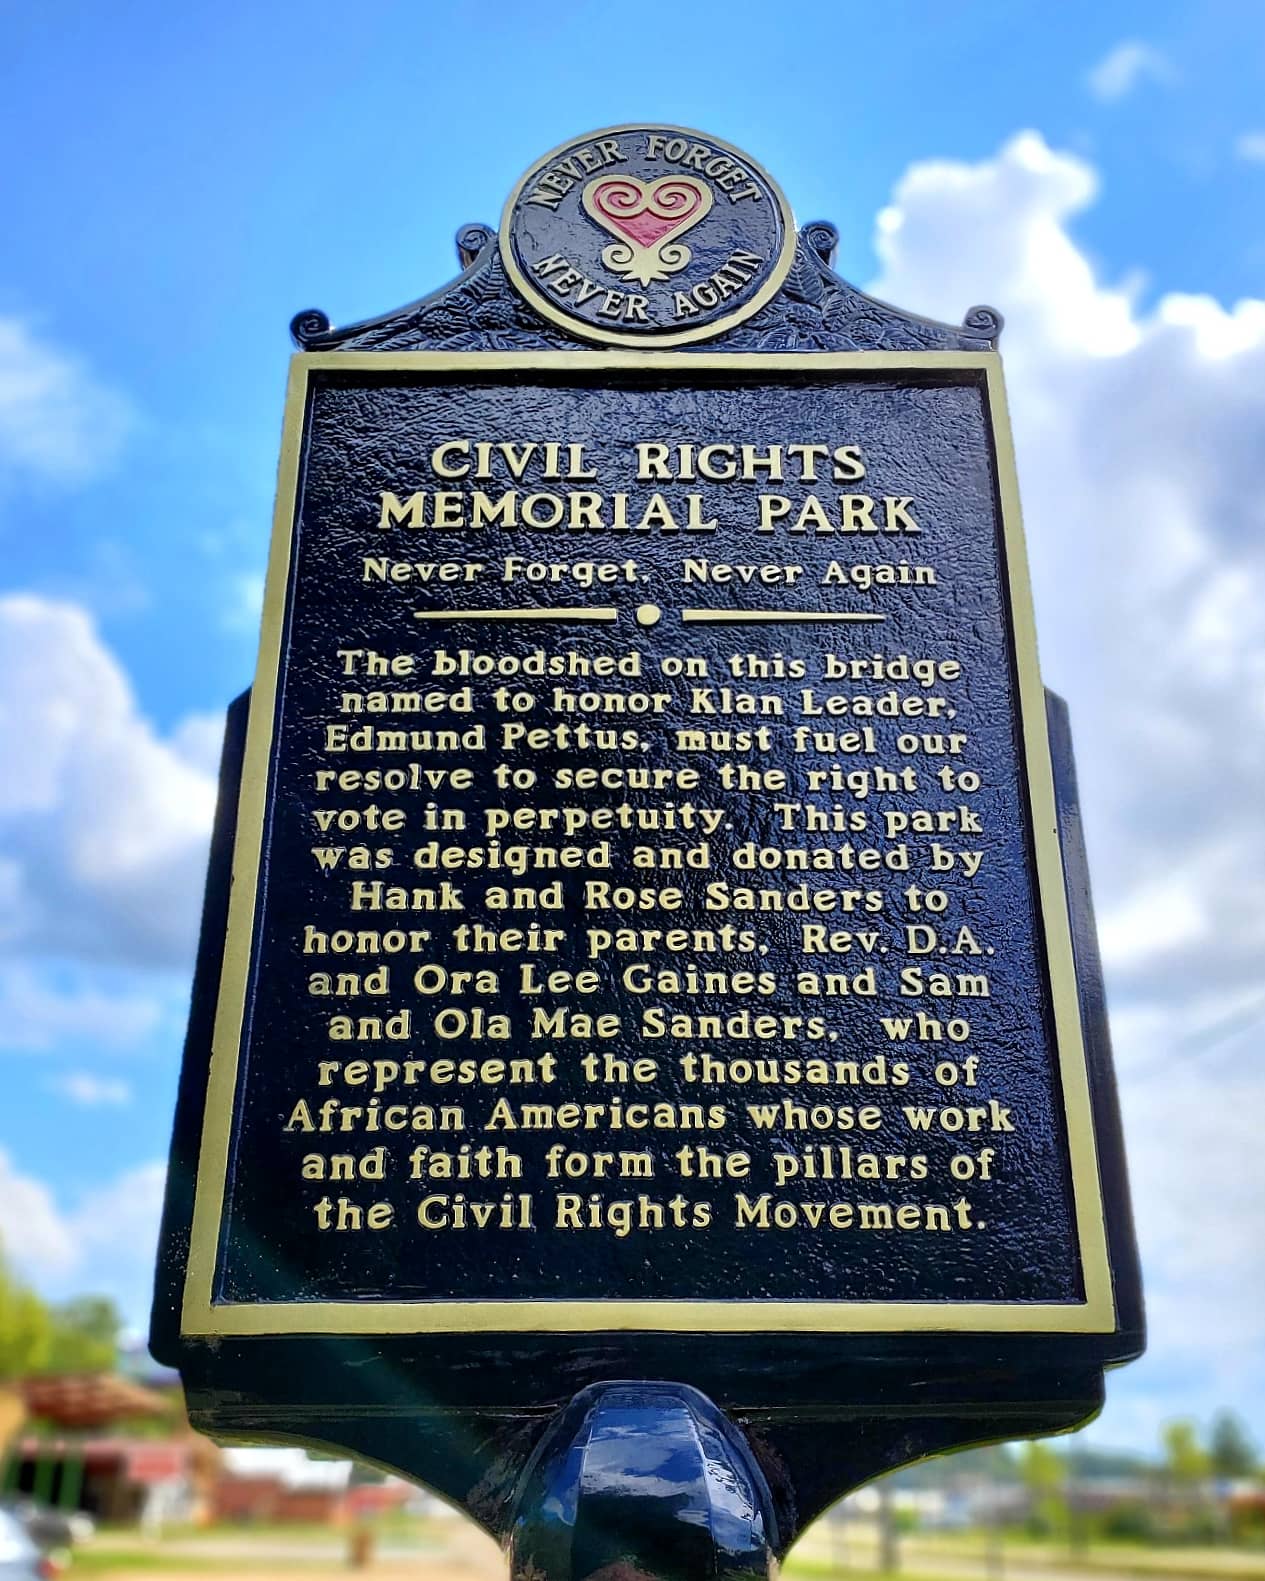 NEVER FORGET
NEVER AGAIN
CIVIL RIGHTS
MEMORIAL PARK
Never Forget, Never Again
The bloodshed on this bridge
named to honor Klan Leader,
Edmund Pettus, must fuel our
resolve to secure the right to
vote in perpetuity. This park
was designed and donated by
Hank and Rose Sanders to
honor their parents, Rev. D.A.
and Ora Lee Gaines and Sam
and Ola Mae Sanders, who
represent the thousands of
African Americans whose work
and faith form the pillars of
the Civil Rights Movement.